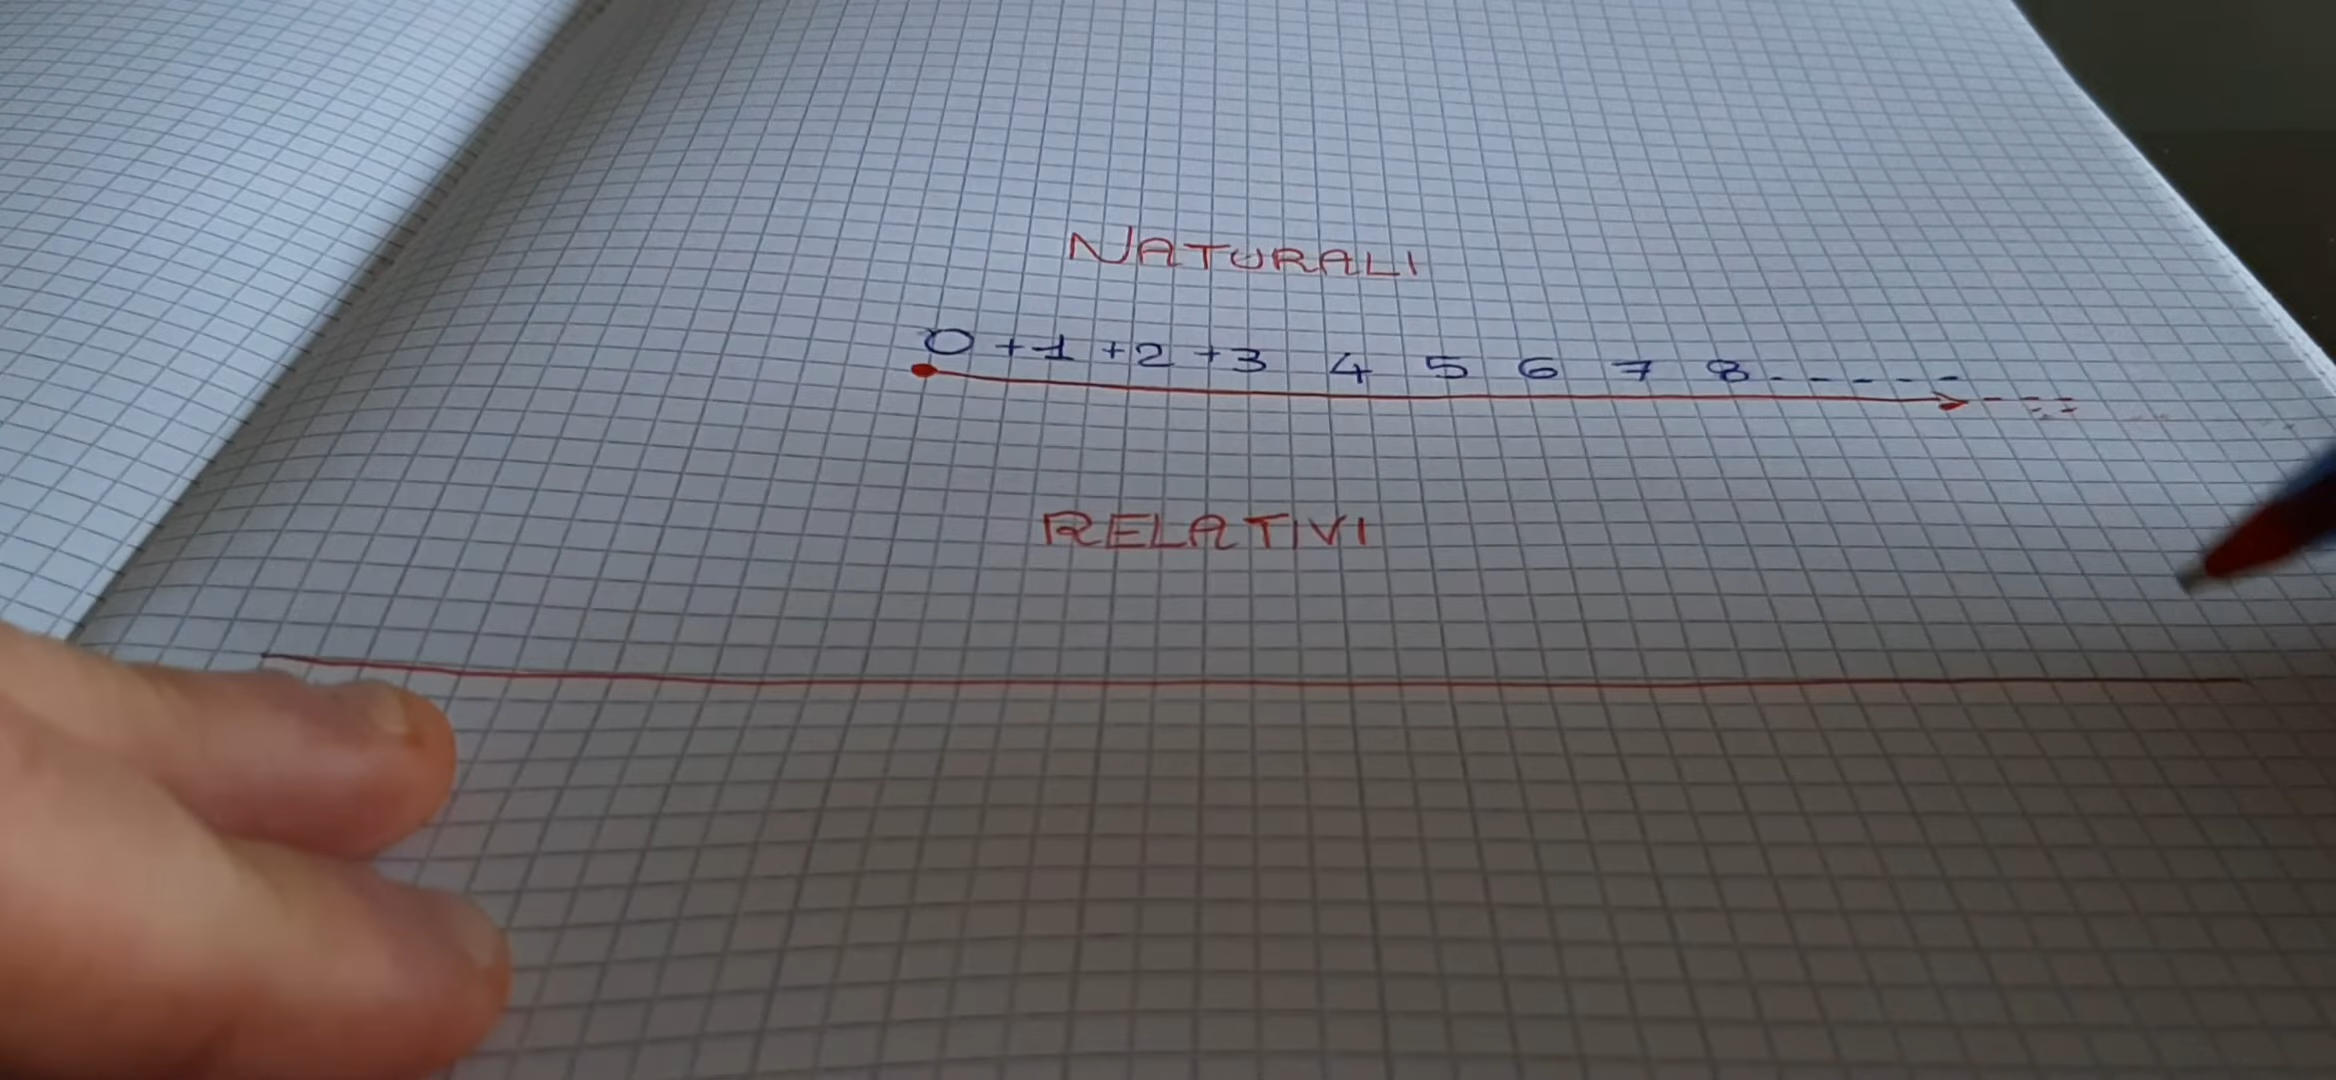 NATURALI
0 +1 +2 +3 4 5 6 7 8 - - - - -
RELATIVI